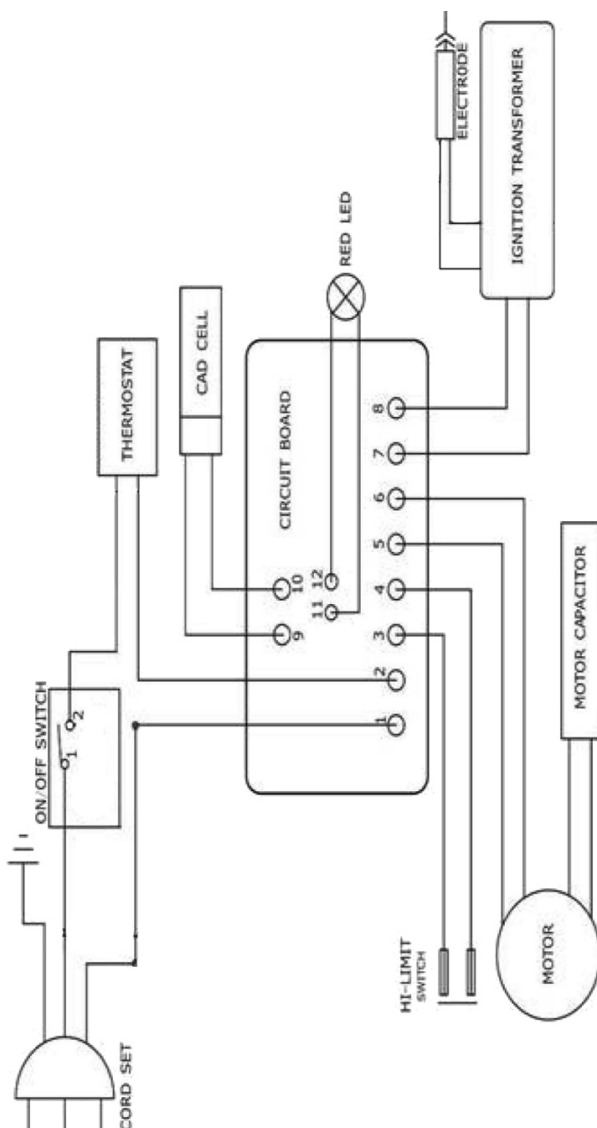 ELECTRODE
IGNITION TRANSFORMER
RED LED
CAD CELL
THERMOSTAT
CIRCUIT BOARD
8
7
6
5
4
3
2
1
12
11
10
9
ON/OFF SWITCH
2
1
MOTOR CAPACITOR
MOTOR
HI-LIMIT
SWITCH
CORD SET